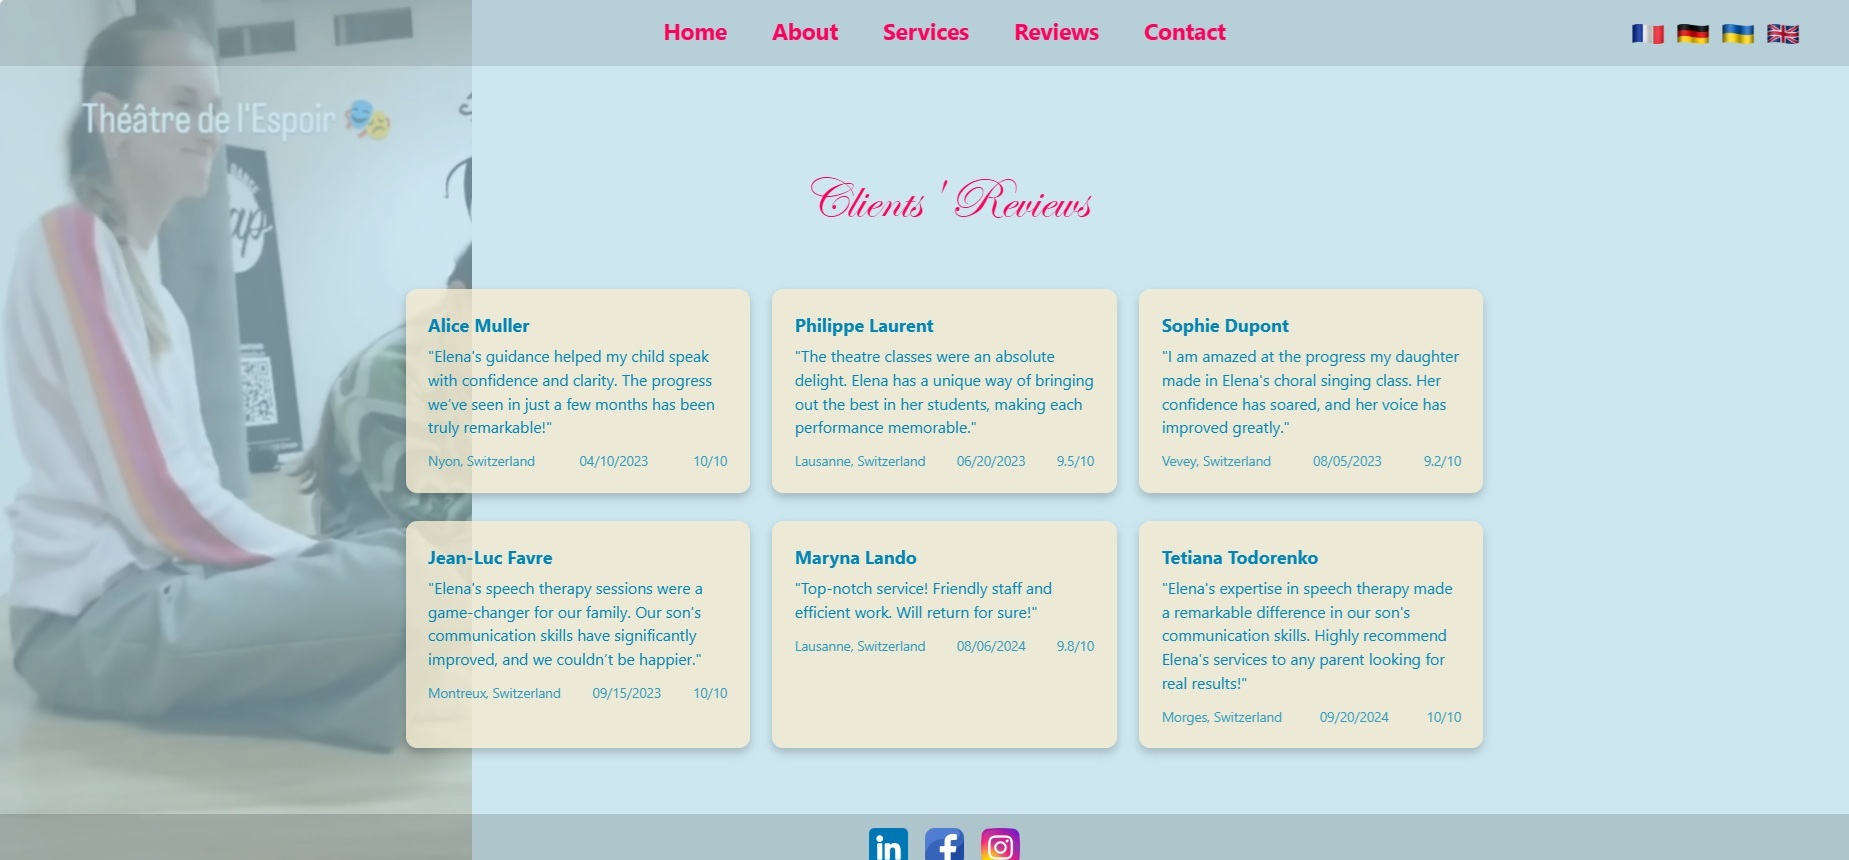 Home About Services Reviews Contact
Théâtre de l'Espoir
DANCE
ap
Clients ' Reviews
Alice Muller
"Elena's guidance helped my child speak
with confidence and clarity. The progress
we've seen in just a few months has been
truly remarkable!"
Nyon, Switzerland 04/10/2023 10/10
Philippe Laurent
"The theatre classes were an absolute
delight. Elena has a unique way of bringing
out the best in her students, making each
performance memorable."
Lausanne, Switzerland 06/20/2023 9.5/10
Sophie Dupont
"I am amazed at the progress my daughter
made in Elena's choral singing class. Her
confidence has soared, and her voice has
improved greatly."
Vevey, Switzerland 08/05/2023 9.2/10
Jean-Luc Favre
"Elena's speech therapy sessions were a
game-changer for our family. Our son's
communication skills have significantly
improved, and we couldn't be happier."
Montreux, Switzerland 09/15/2023 10/10
Maryna Lando
"Top-notch service! Friendly staff and
efficient work. Will return for sure!"
Lausanne, Switzerland 08/06/2024 9.8/10
Tetiana Todorenko
"Elena's expertise in speech therapy made
a remarkable difference in our son's
communication skills. Highly recommend
Elena's services to any parent looking for
real results!"
Morges, Switzerland 09/20/2024 10/10
in f